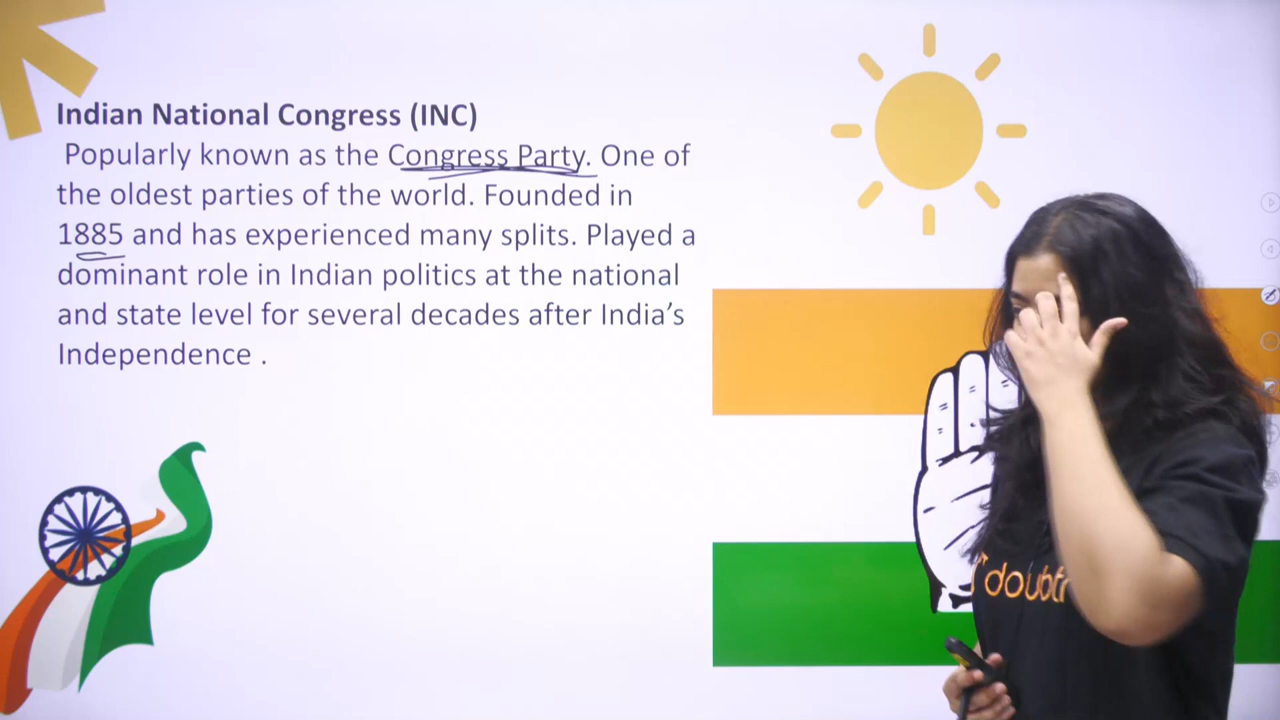 Indian National Congress (INC)
Popularly known as the Congress Party. One of
the oldest parties of the world. Founded in
1885 and has experienced many splits. Played a
dominant role in Indian politics at the national
and state level for several decades after India’s
Independence .